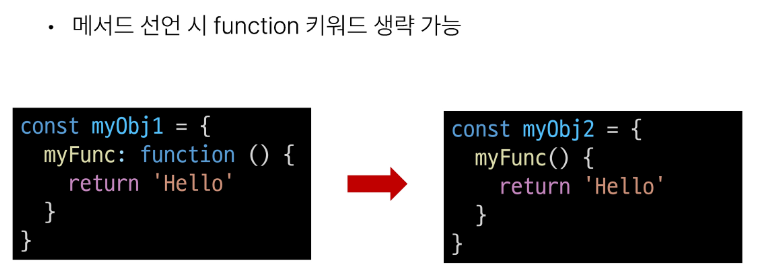 • 메서드 선언 시 function 키워드 생략 가능
const myObj1 = {
  myFunc: function () {
    return 'Hello'
  }
}
const myObj2 = {
  myFunc() {
    return 'Hello'
  }
}